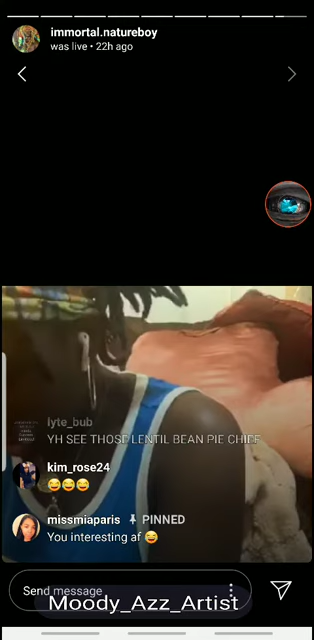 immortal.natureboy
was live • 22h ago
lyte_bub
YH SEE THOSE LENTIL BEAN PIE CHIEF
kim_rose24
😂😂😂
missmiaparis PINNED
You interesting af 😂
Send message
Moody_Azz_Artist